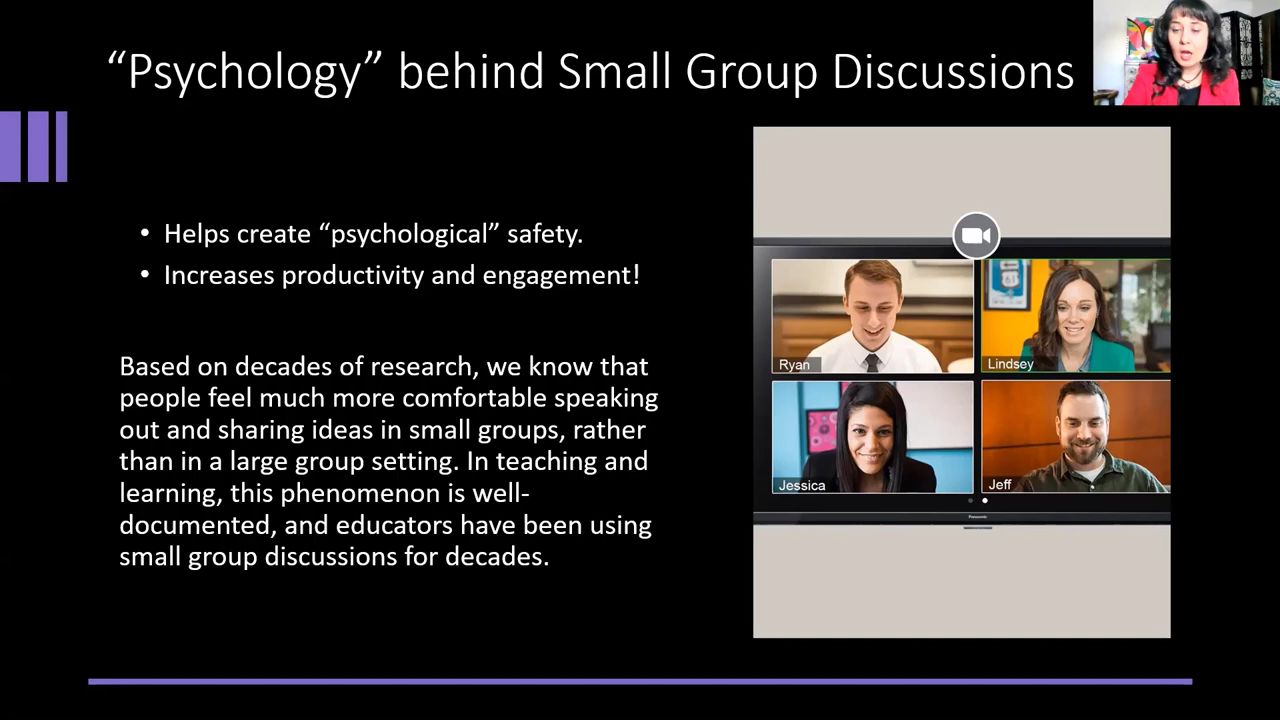 “Psychology” behind Small Group Discussions
• Helps create “psychological” safety.
• Increases productivity and engagement!
Based on decades of research, we know that
people feel much more comfortable speaking
out and sharing ideas in small groups, rather
than in a large group setting. In teaching and
learning, this phenomenon is well-
documented, and educators have been using
small group discussions for decades.
Ryan
Lindsey
Jessica
Jeff
Panasonic